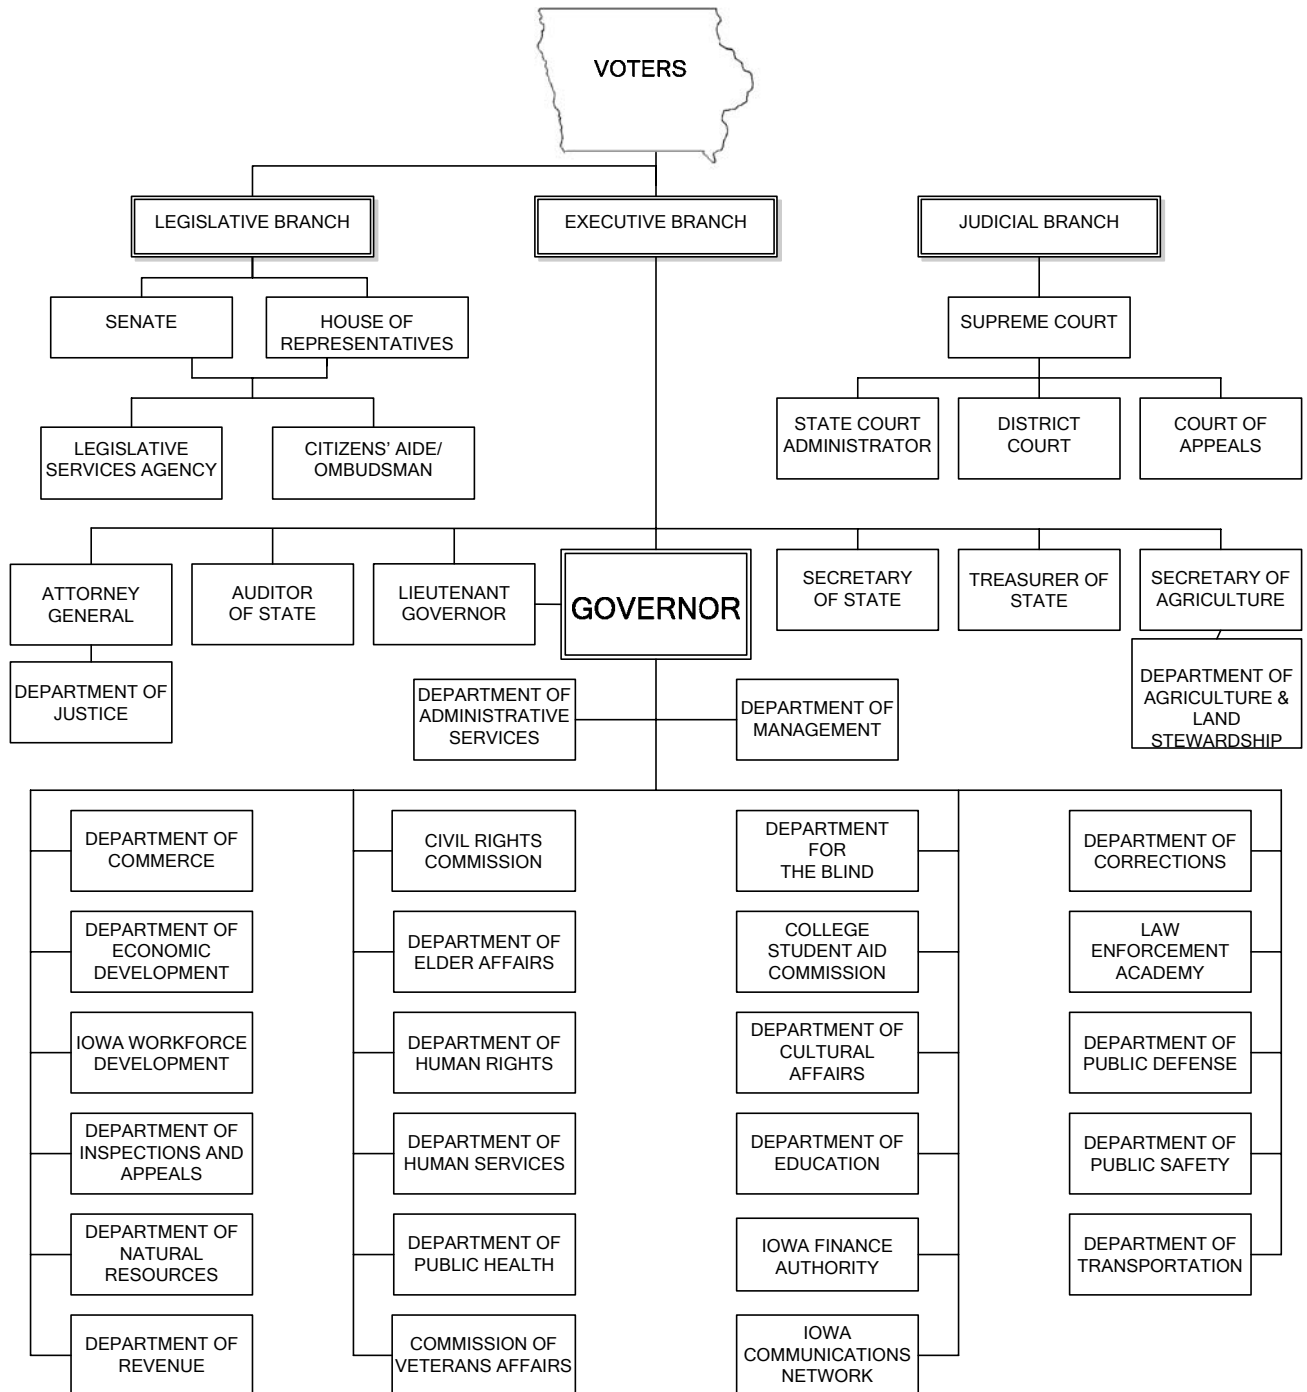 VOTERS
LEGISLATIVE BRANCH
EXECUTIVE BRANCH
JUDICIAL BRANCH
SENATE
HOUSE OF
REPRESENTATIVES
SUPREME COURT
LEGISLATIVE
SERVICES AGENCY
CITIZENS' AIDE/
OMBUDSMAN
STATE COURT
ADMINISTRATOR
DISTRICT
COURT
COURT OF
APPEALS
ATTORNEY
GENERAL
AUDITOR
OF STATE
LIEUTENANT
GOVERNOR
GOVERNOR
SECRETARY
OF STATE
TREASURER OF
STATE
SECRETARY OF
AGRICULTURE
DEPARTMENT OF
JUSTICE
DEPARTMENT OF
ADMINISTRATIVE
SERVICES
DEPARTMENT OF
MANAGEMENT
DEPARTMENT OF
AGRICULTURE &
LAND
STEWARDSHIP
DEPARTMENT OF
COMMERCE
CIVIL RIGHTS
COMMISSION
DEPARTMENT
FOR
THE BLIND
DEPARTMENT OF
CORRECTIONS
DEPARTMENT OF
ECONOMIC
DEVELOPMENT
DEPARTMENT OF
ELDER AFFAIRS
COLLEGE
STUDENT AID
COMMISSION
LAW
ENFORCEMENT
ACADEMY
IOWA WORKFORCE
DEVELOPMENT
DEPARTMENT OF
HUMAN RIGHTS
DEPARTMENT OF
CULTURAL
AFFAIRS
DEPARTMENT OF
PUBLIC DEFENSE
DEPARTMENT OF
INSPECTIONS AND
APPEALS
DEPARTMENT OF
HUMAN SERVICES
DEPARTMENT OF
EDUCATION
DEPARTMENT OF
PUBLIC SAFETY
DEPARTMENT OF
NATURAL
RESOURCES
DEPARTMENT OF
PUBLIC HEALTH
IOWA FINANCE
AUTHORITY
DEPARTMENT OF
TRANSPORTATION
DEPARTMENT OF
REVENUE
COMMISSION OF
VETERANS AFFAIRS
IOWA
COMMUNICATIONS
NETWORK